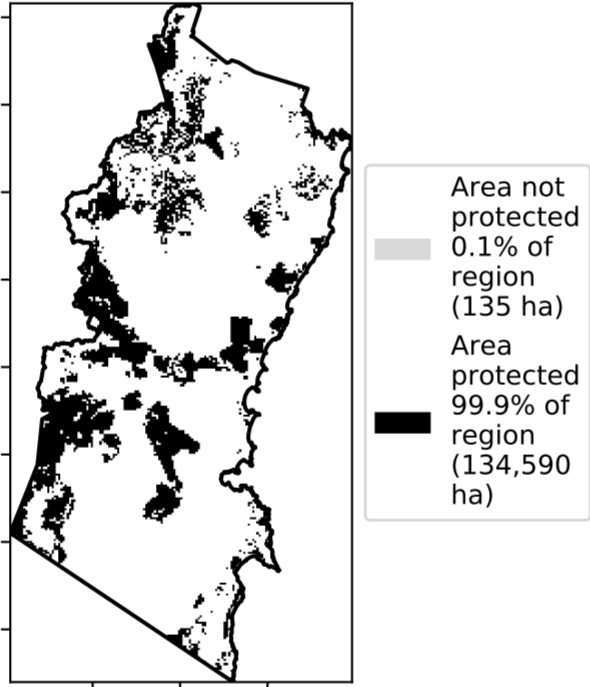 Area not
protected
0.1% of
region
(135 ha)
Area
protected
99.9% of
region
(134,590
ha)